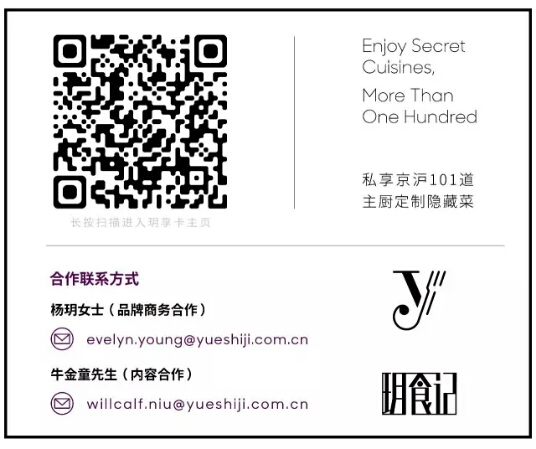 Enjoy Secret
Cuisines,
More Than
One Hundred
私享京沪101道
主厨定制隐藏菜
长按扫描进入玥享卡主页
合作联系方式
杨玥女士（品牌商务合作）
evelyn.young@yueshiji.com.cn
牛金童先生（内容合作）
willcalf.niu@yueshiji.com.cn
y
玥食记